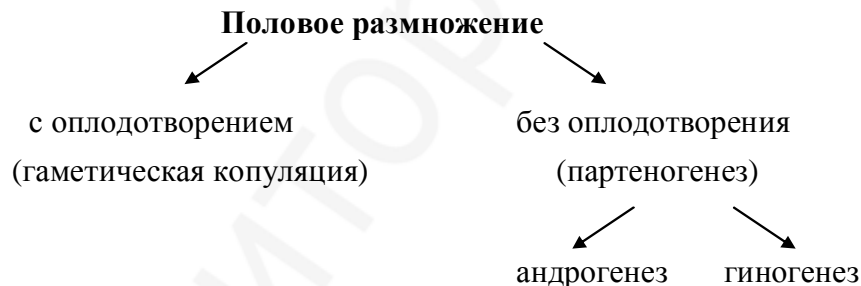 Половое размножение
с оплодотворением без оплодотворения
(гаметическая копуляция) (партеногенез)
андрогенез гиногенез